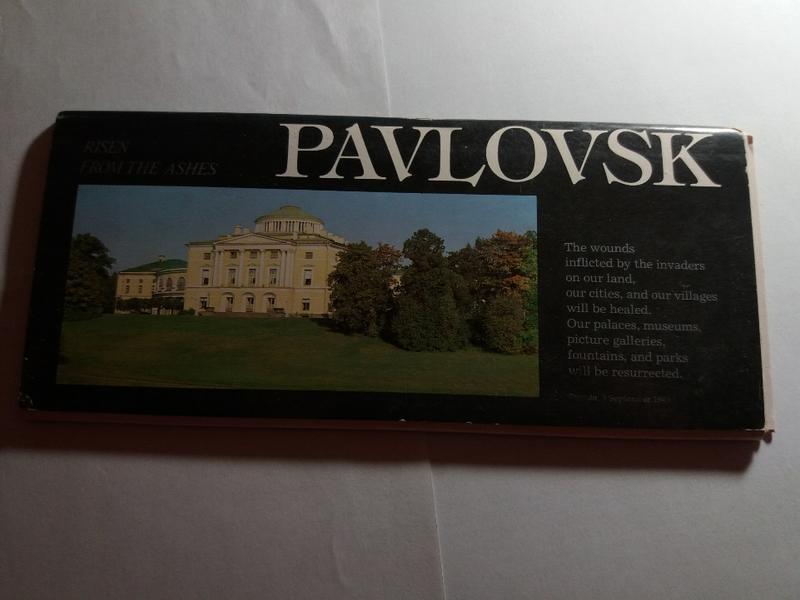 RISEN
FROM THE ASHES
PAVLOVSK
The wounds
inflicted by the invaders
on our land,
our cities, and our villages
will be healed.
Our palaces, museums,
picture galleries,
fountains, and parks
will be resurrected.
September